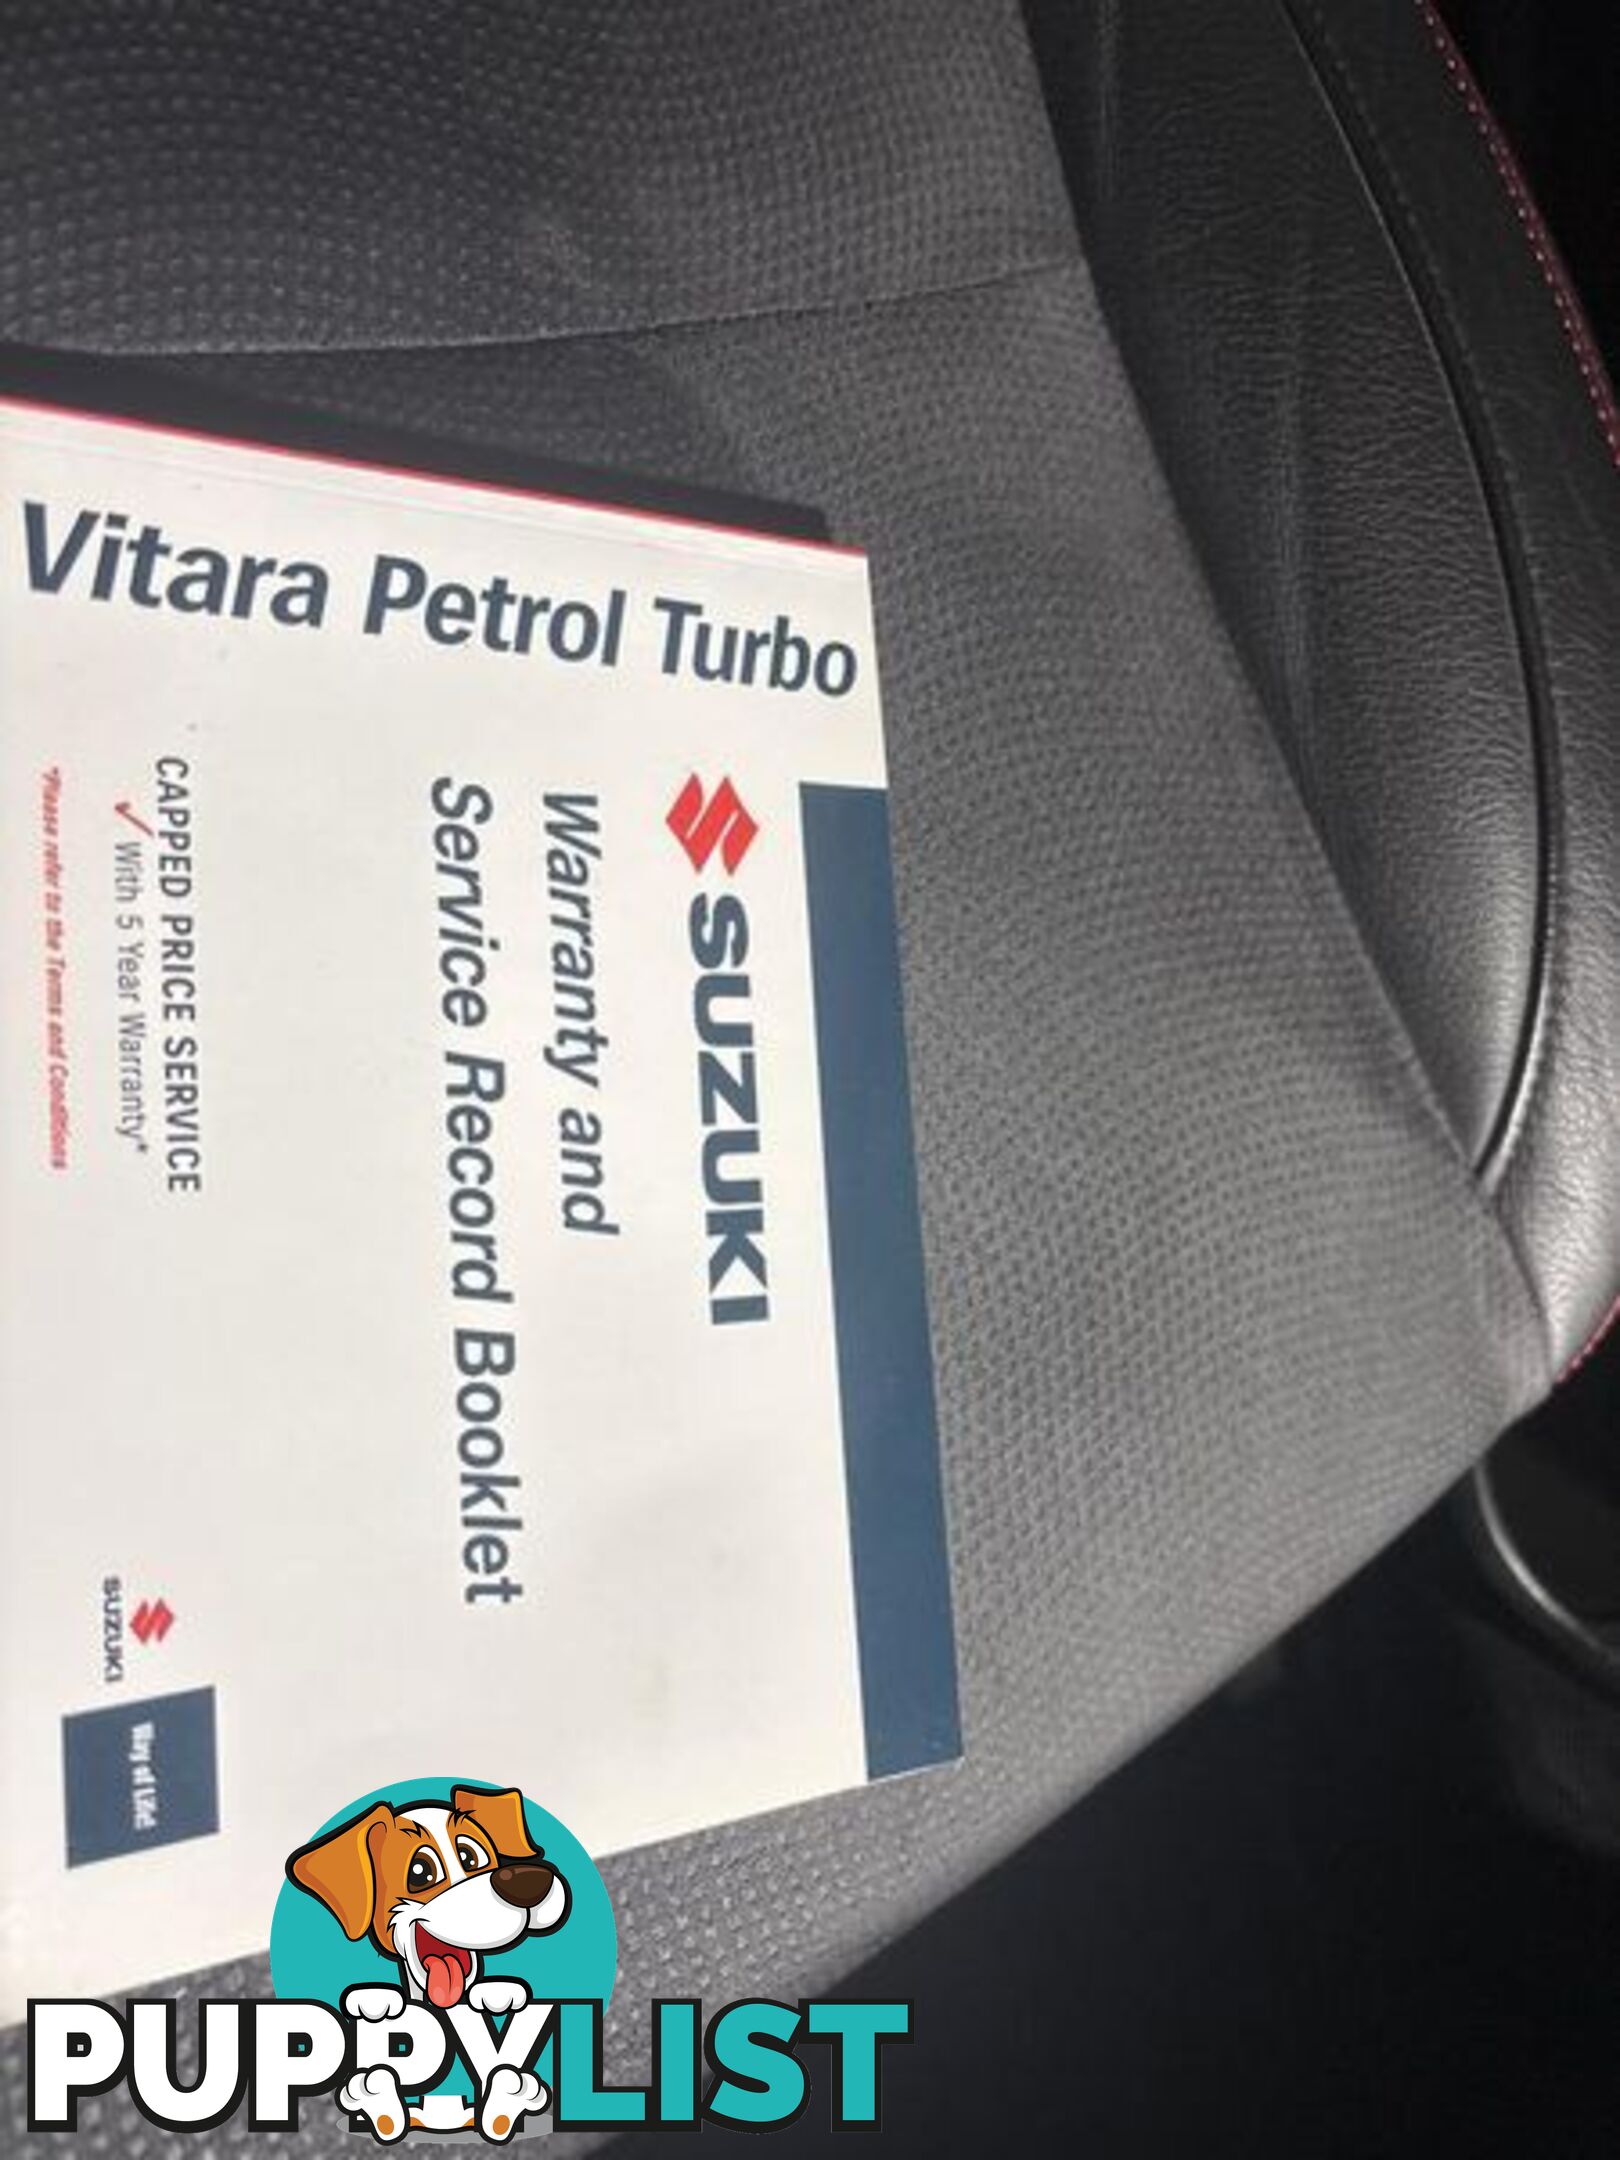 Vitara Petrol Turbo
SUZUKI
Warranty and
Service Record Booklet
CAPPED PRICE SERVICE
✓ With 5 Year Warranty*
*Please refer to the Terms and Conditions
SUZUKI
Way of Life!
PUPPYLIST